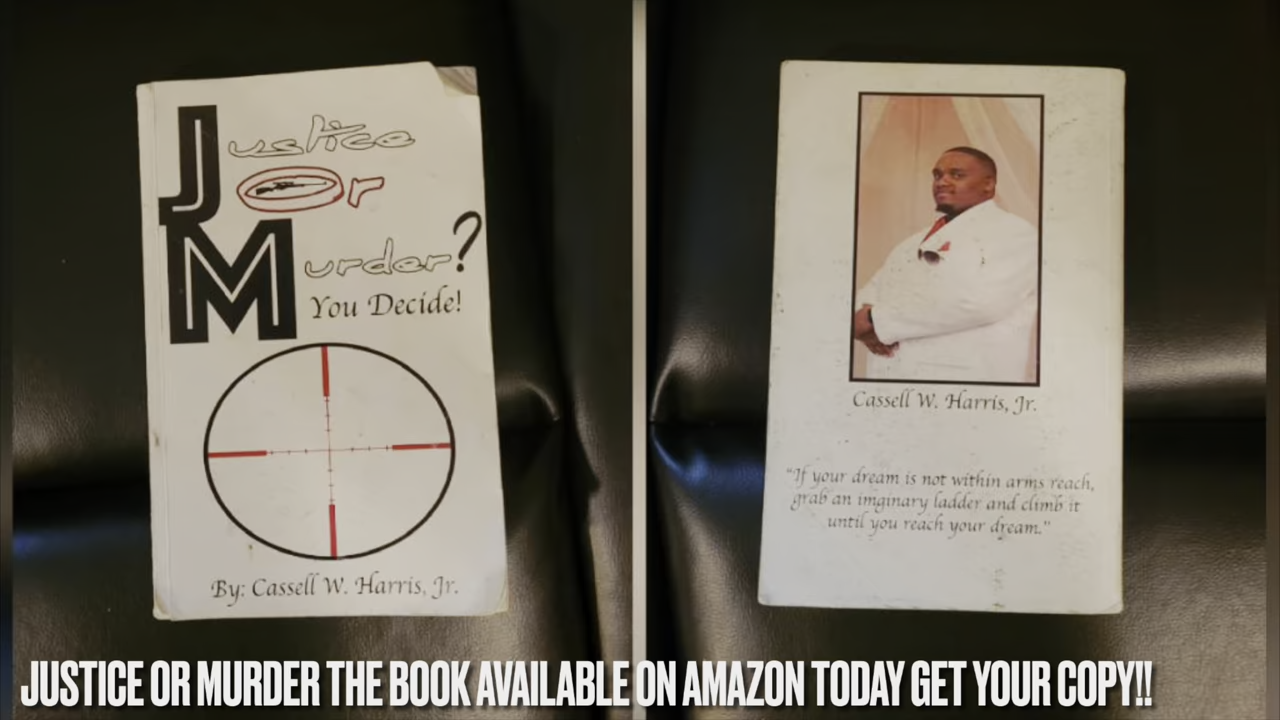 Justice
Or
Murder?
You Decide!
By: Cassell W. Harris, Jr.
Cassell W. Harris, Jr.
"If your dream is not within arms reach,
grab an imginary ladder and climb it
until you reach your dream."
JUSTICE OR MURDER THE BOOK AVAILABLE ON AMAZON TODAY GET YOUR COPY!!